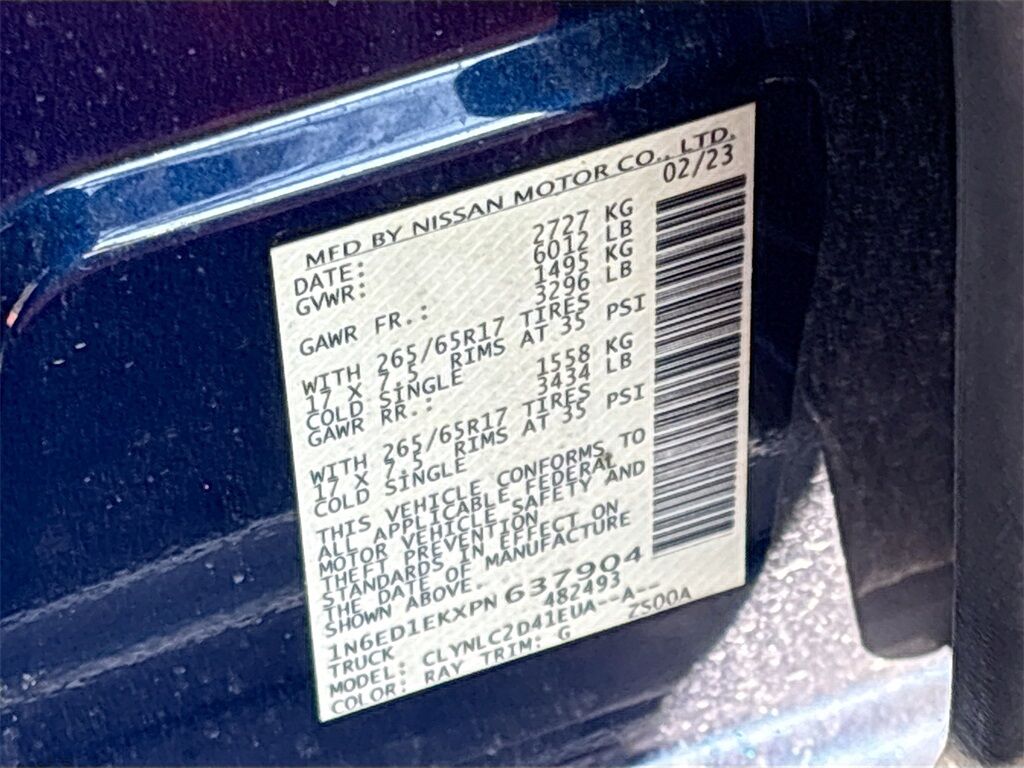 MFD BY NISSAN MOTOR CO., LTD.
DATE: 02/23
GVWR: 2727 KG
6012 LB
GAWR FR.: 1495 KG
3296 LB
WITH 265/65R17 TIRES
17 X 7.5 RIMS AT 35 PSI
COLD SINGLE
GAWR RR.: 1558 KG
3434 LB
WITH 265/65R17 TIRES
17 X 7.5 RIMS AT 35 PSI
COLD SINGLE
THIS VEHICLE CONFORMS TO
ALL APPLICABLE FEDERAL
MOTOR VEHICLE SAFETY AND
THEFT PREVENTION
STANDARDS IN EFFECT ON
THE DATE OF MANUFACTURE
SHOWN ABOVE.
1N6ED1EKXPN 637904
TRUCK 482493
MODEL: CLYNLC2D41EUA--A--
COLOR: RAY TRIM: G ZS00A